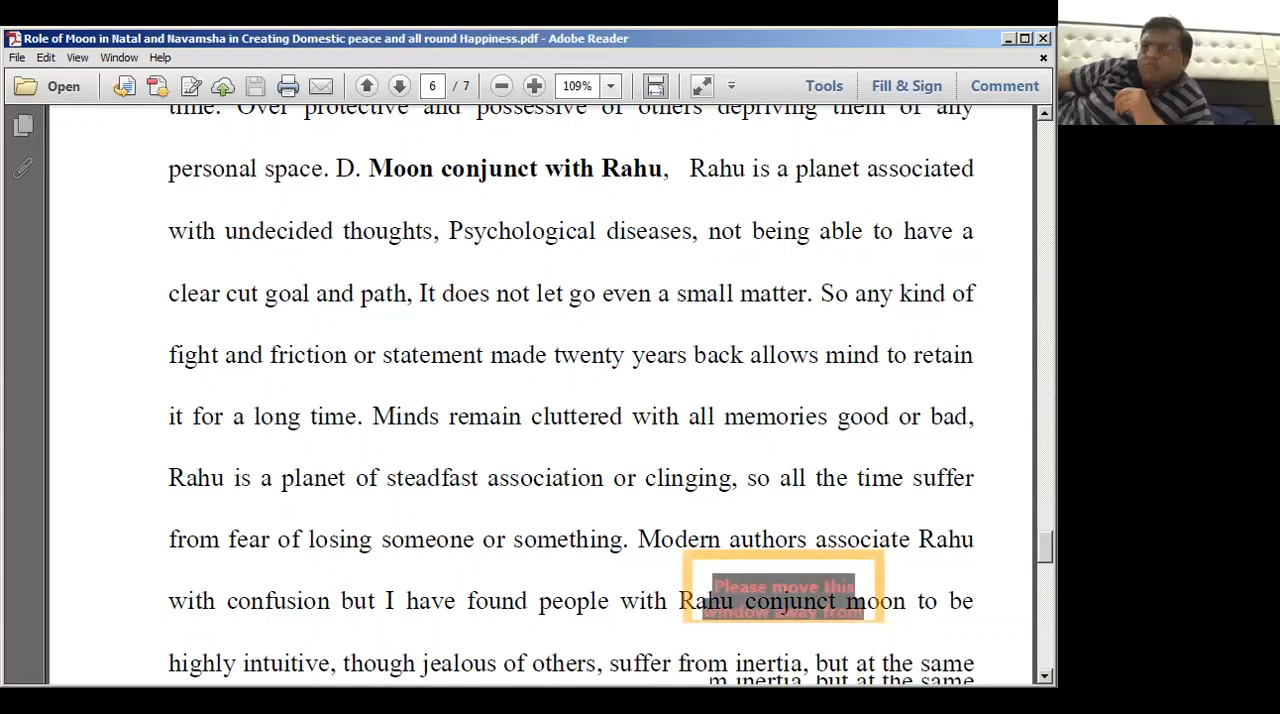 Role of Moon in Natal and Navamsha in Creating Domestic peace and all round Happiness.pdf - Adobe Reader
File Edit View Window Help
Open 6 / 7 109% Tools Fill & Sign Comment
time. Over protective and possessive of others depriving them of any
personal space. D. Moon conjunct with Rahu, Rahu is a planet associated
with undecided thoughts, Psychological diseases, not being able to have a
clear cut goal and path, It does not let go even a small matter. So any kind of
fight and friction or statement made twenty years back allows mind to retain
it for a long time. Minds remain cluttered with all memories good or bad,
Rahu is a planet of steadfast association or clinging, so all the time suffer
from fear of losing someone or something. Modern authors associate Rahu
Please move this
with confusion but I have found people with Rahu conjunct moon to be
window away from
highly intuitive, though jealous of others, suffer from inertia, but at the same
m inertia, but at the same